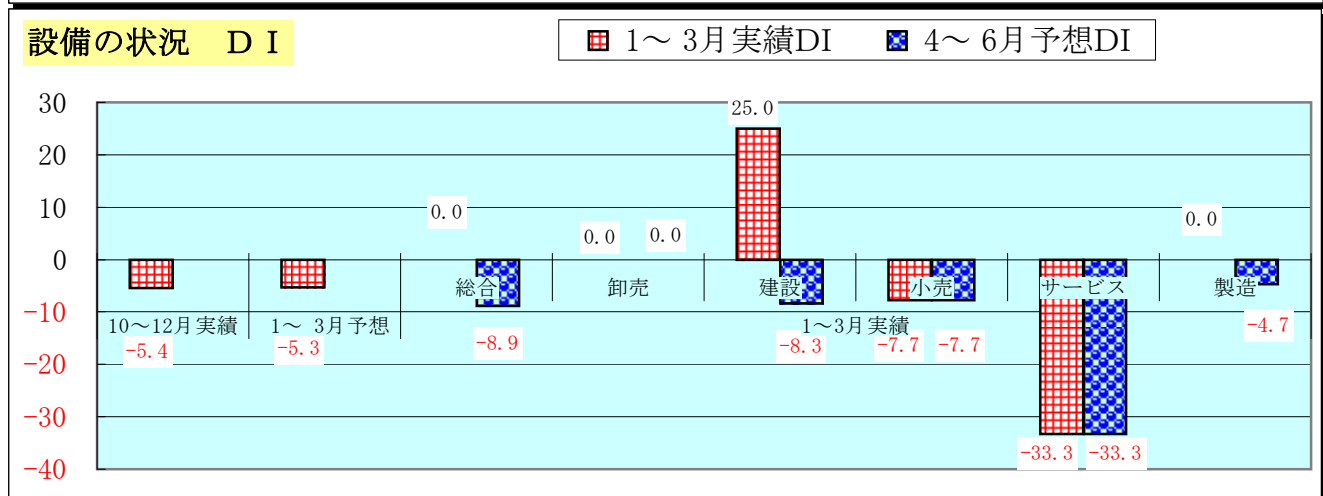 設備の状況　ＤＩ
1～ 3月実績DI
4～ 6月予想DI
30
20
10
0
-10
-20
-30
-40
25.0
0.0
0.0
0.0
0.0
総合
卸売
建設
小売
サービス
製造
10～12月実績
1～ 3月予想
1～3月実績
-5.4
-5.3
-8.9
-8.3
-7.7
-7.7
-4.7
-33.3
-33.3